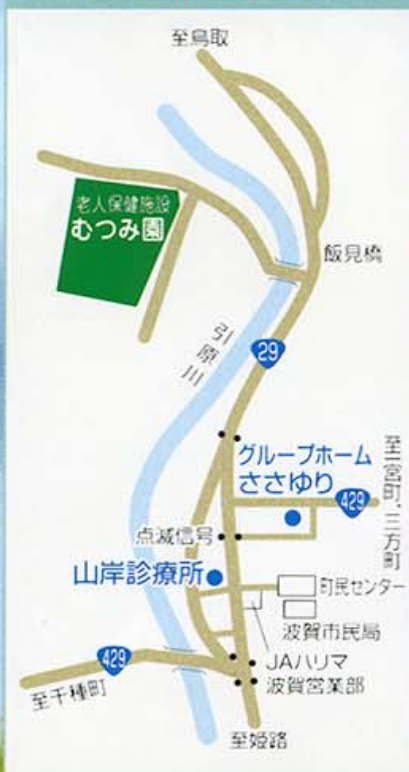 至鳥取
老人保健施設
むつみ園
飯見橋
引原川
29
グループホーム
ささゆり
至一宮町、三方町
429
点滅信号
山岸診療所
町民センター
波賀市民局
JAハリマ
波賀営業部
429
至千種町
至姫路